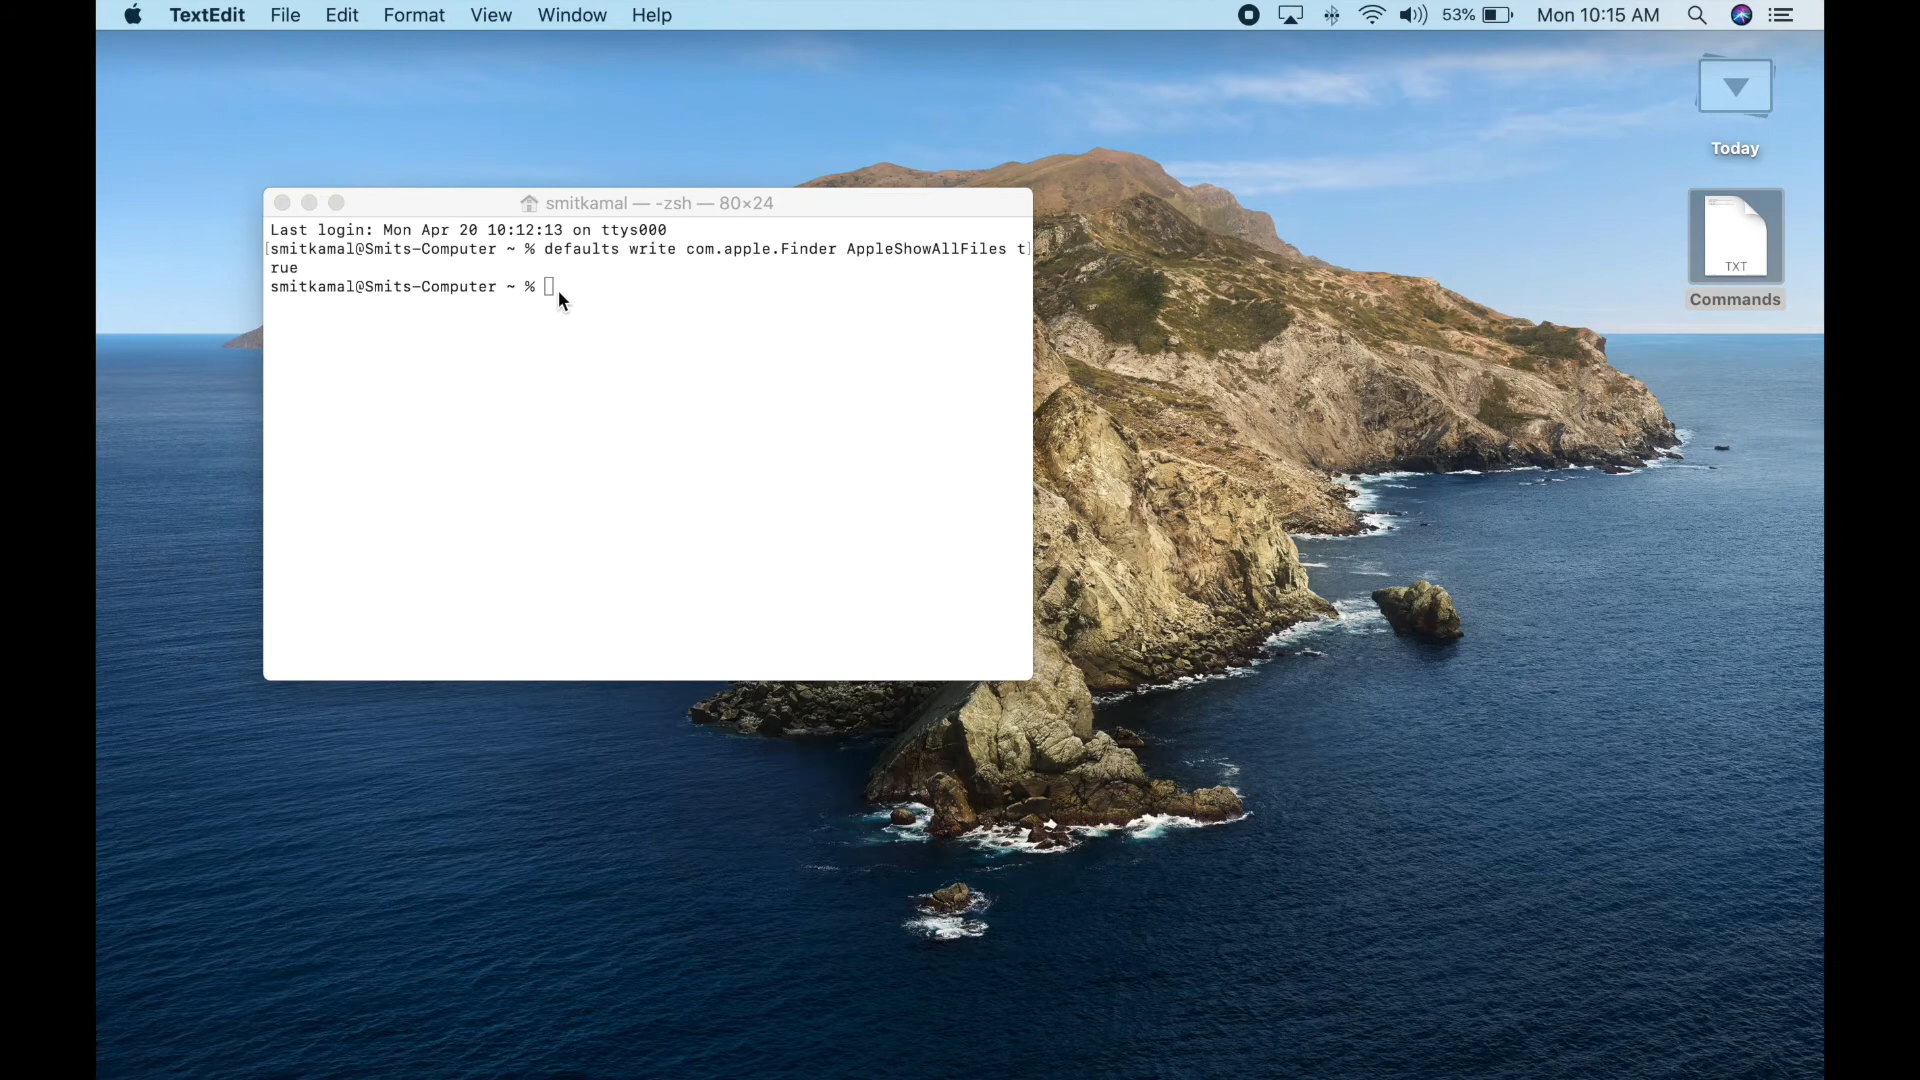 TextEdit File Edit Format View Window Help 53% Mon 10:15 AM
Today
TXT
Commands
smitkamal — -zsh — 80×24
Last login: Mon Apr 20 10:12:13 on ttys000
[smitkamal@Smits-Computer ~ % defaults write com.apple.Finder AppleShowAllFiles t]
rue
smitkamal@Smits-Computer ~ %